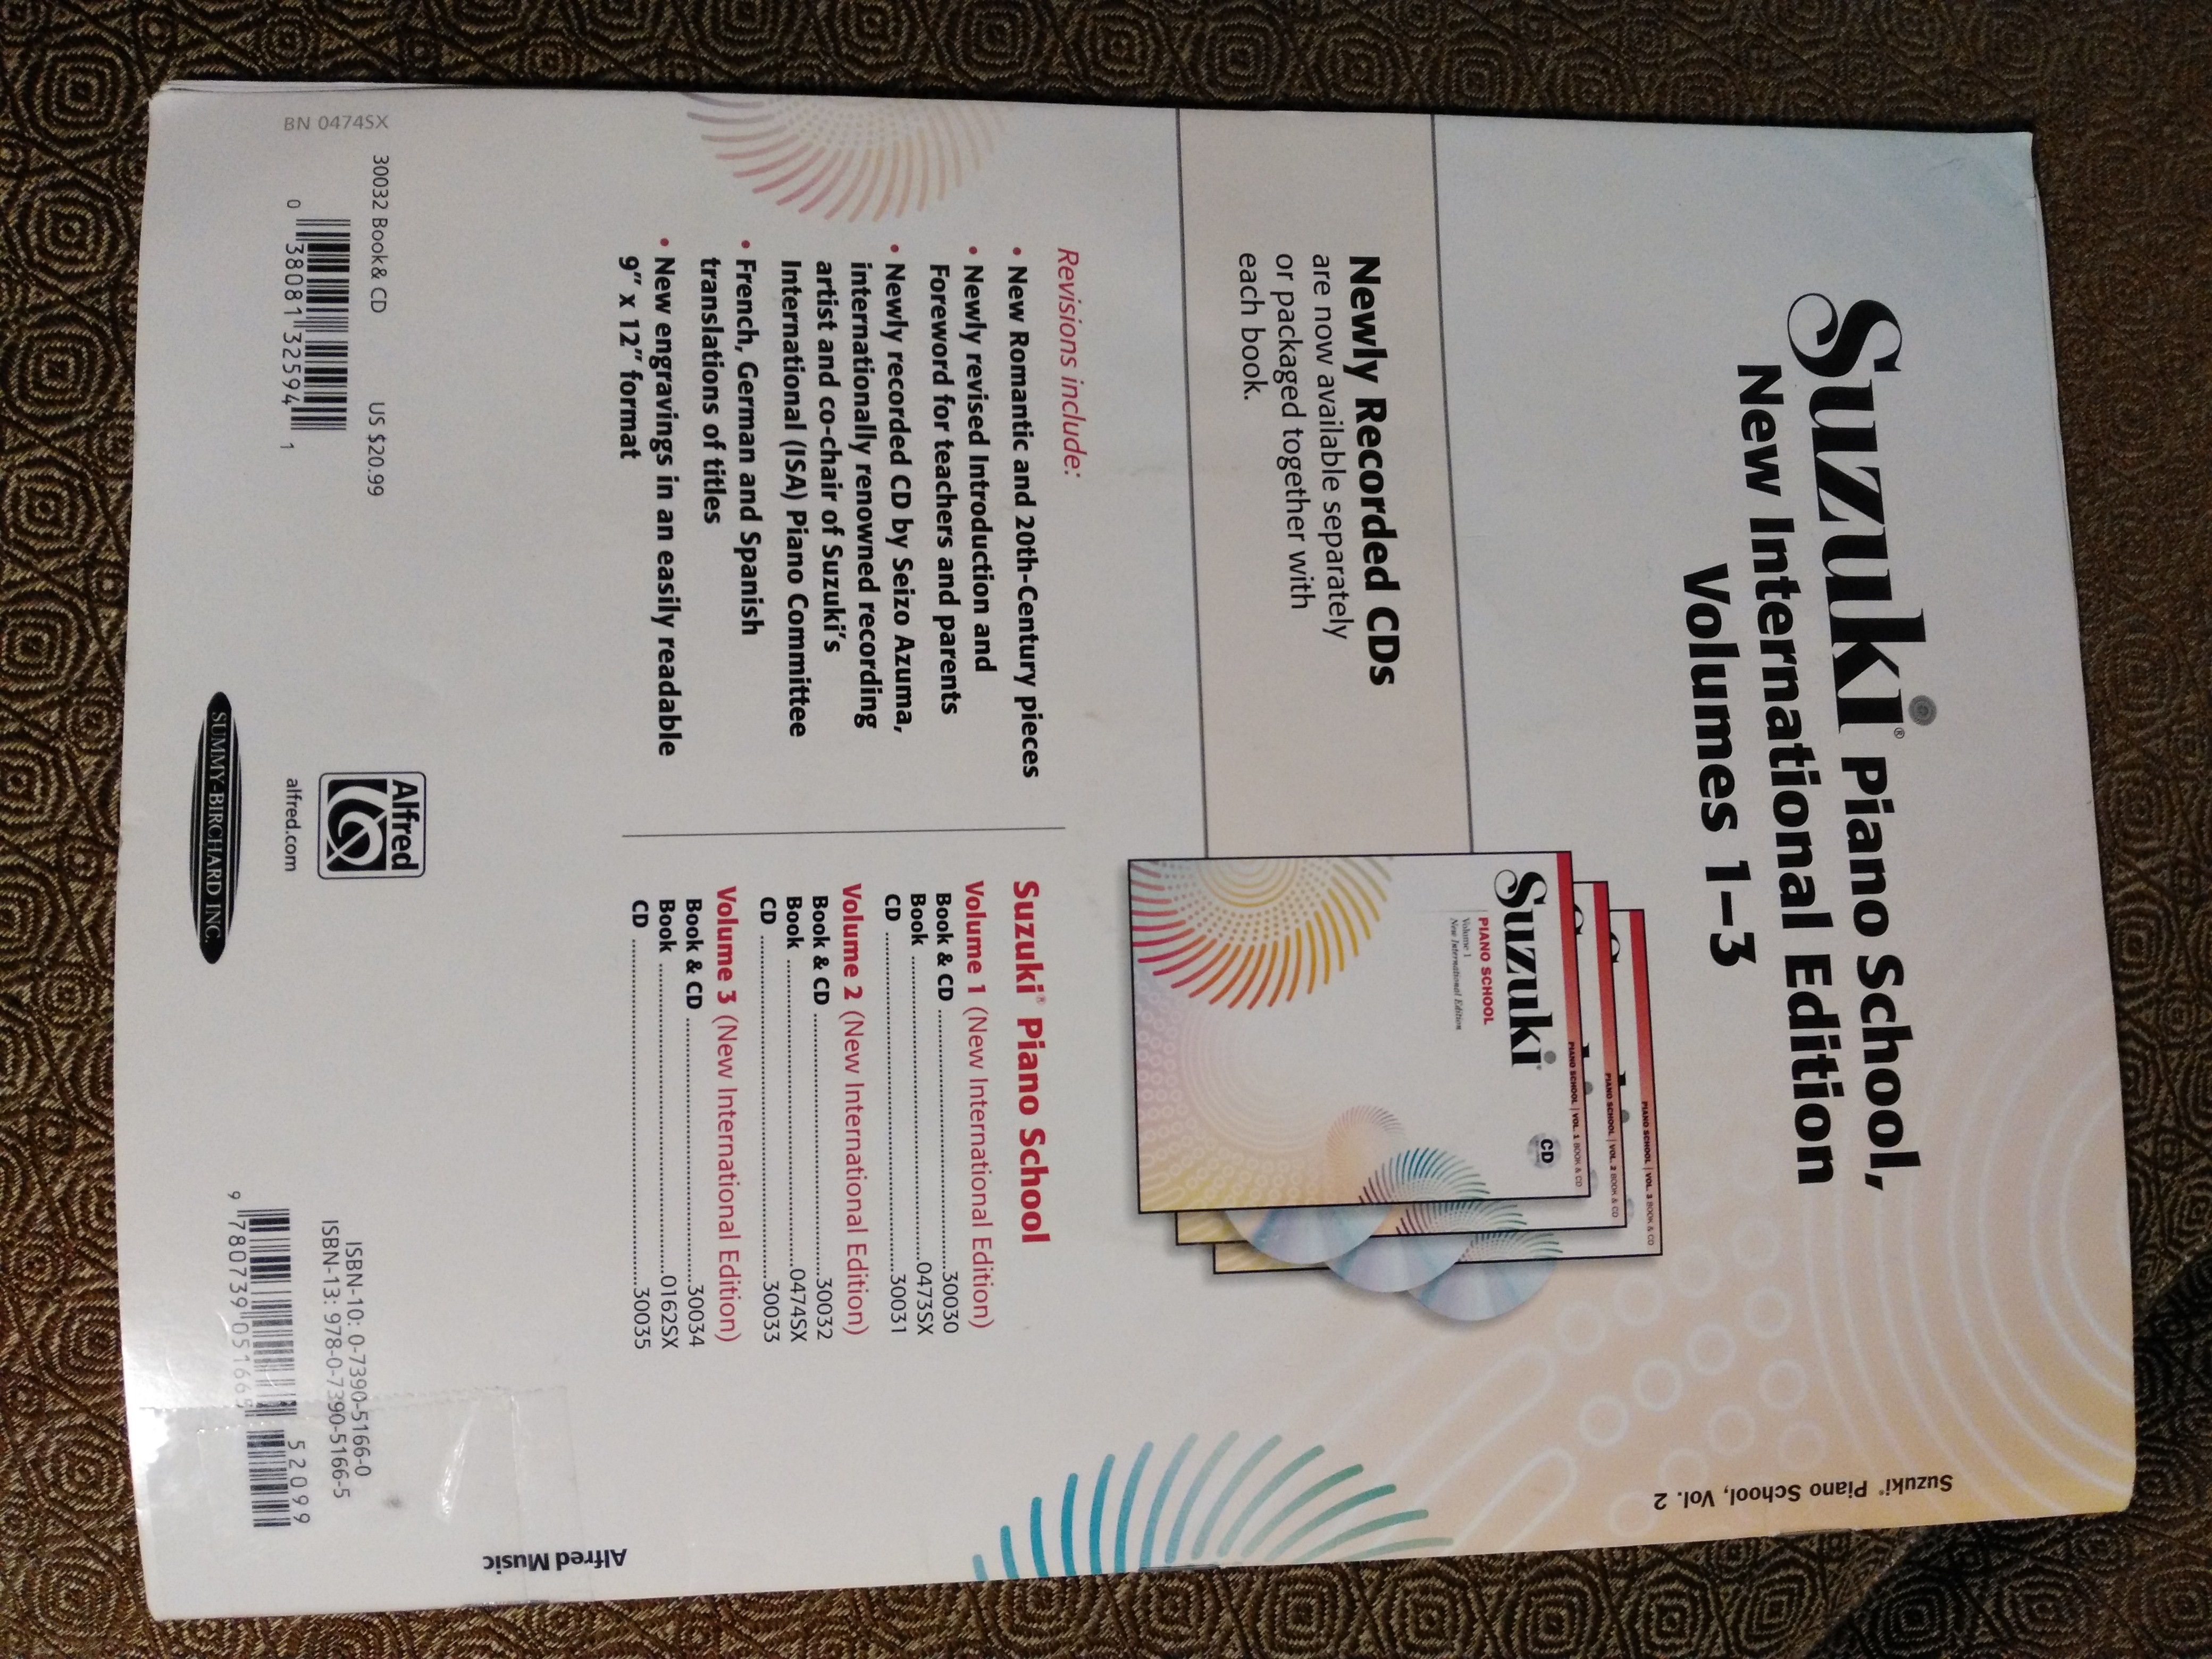 Suzuki® Piano School,
New International Edition
Volumes 1–3
Newly Recorded CDs
are now available separately
or packaged together with
each book.
Suzuki
PIANO SCHOOL
Volume 1
New International Edition
CD
PIANO SCHOOL | VOL. 1 BOOK & CD
PIANO SCHOOL | VOL. 2 BOOK & CD
PIANO SCHOOL | VOL. 3 BOOK & CD
Revisions include:
• New Romantic and 20th-Century pieces
• Newly revised Introduction and
Foreword for teachers and parents
• Newly recorded CD by Seizo Azuma,
internationally renowned recording
artist and co-chair of Suzuki's
International (ISA) Piano Committee
• French, German and Spanish
translations of titles
• New engravings in an easily readable
9" x 12" format
Suzuki® Piano School
Volume 1 (New International Edition)
Book & CD ..........30030
Book ..........0473SX
CD ..........30031
Volume 2 (New International Edition)
Book & CD ..........30032
Book ..........0474SX
CD ..........30033
Volume 3 (New International Edition)
Book & CD ..........30034
Book ..........0162SX
CD ..........30035
30032 Book& CD US $20.99
0 38081 32594 1
BN 0474SX
Alfred
alfred.com
SUMMY-BIRCHARD INC.
ISBN-10: 0-7390-5166-0
ISBN-13: 978-0-7390-5166-5
9 780739 051665
52099
Suzuki® Piano School, Vol. 2
Alfred Music